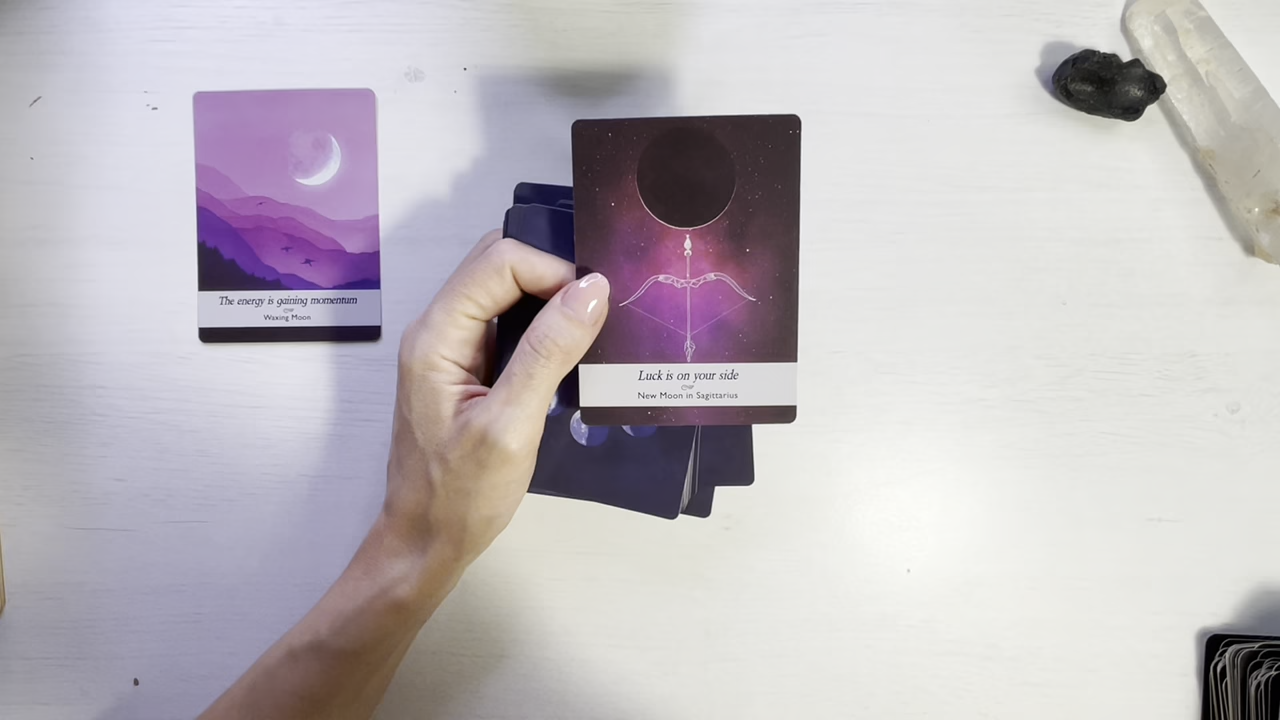 The energy is gaining momentum
Waxing Moon
Luck is on your side
New Moon in Sagittarius